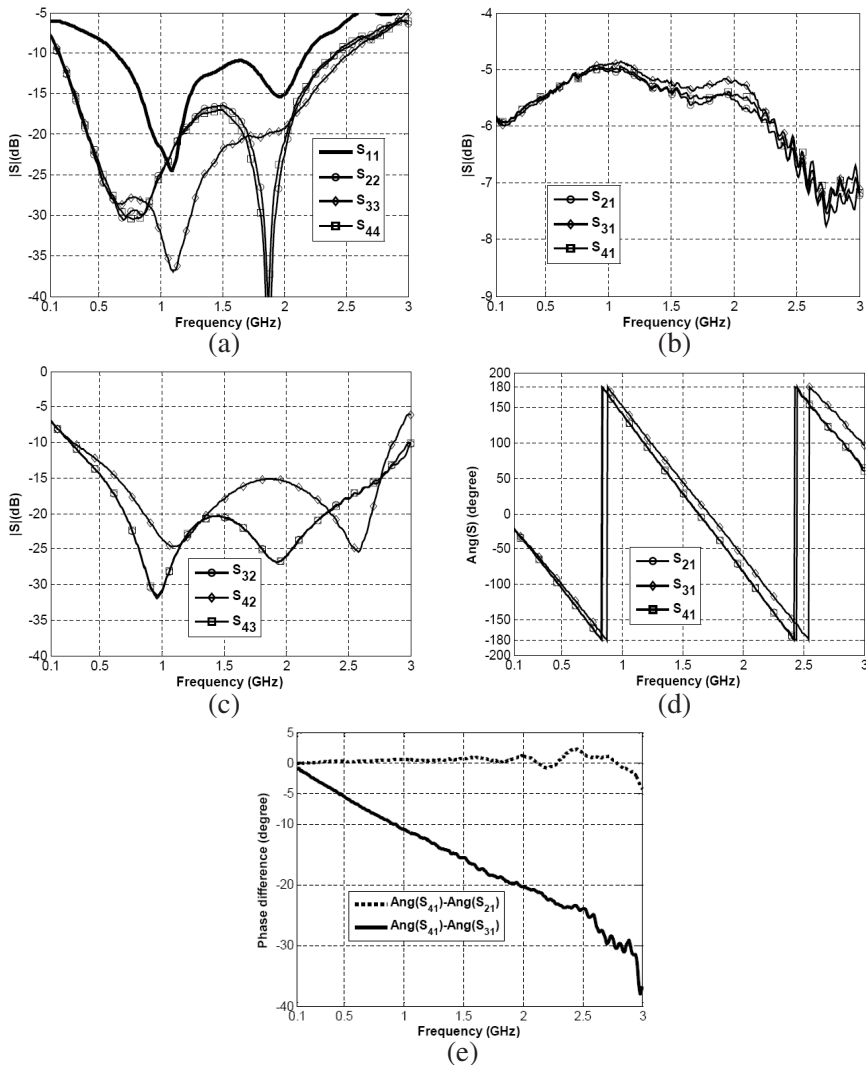 -5
-10
-15
-20
-25
-30
-35
-40
|S|(dB)
S11
S22
S33
S44
0.1 0.5 1 1.5 2 2.5 3
Frequency (GHz)
(a)
-4
-5
-6
-7
-8
-9
|S|(dB)
S21
S31
S41
0.1 0.5 1 1.5 2 2.5 3
Frequency (GHz)
(b)
0
-5
-10
-15
-20
-25
-30
-35
-40
|S|(dB)
S32
S42
S43
0.1 0.5 1 1.5 2 2.5 3
Frequency (GHz)
(c)
200
180
150
100
50
0
-50
-100
-150
-180
-200
Ang(S) (degree)
S21
S31
S41
0.1 0.5 1 1.5 2 2.5 3
Frequency (GHz)
(d)
5
0
-5
-10
-20
-30
-40
Phase difference (degree)
Ang(S41)-Ang(S21)
Ang(S41)-Ang(S31)
0.1 0.5 1 1.5 2 2.5 3
Frequency (GHz)
(e)